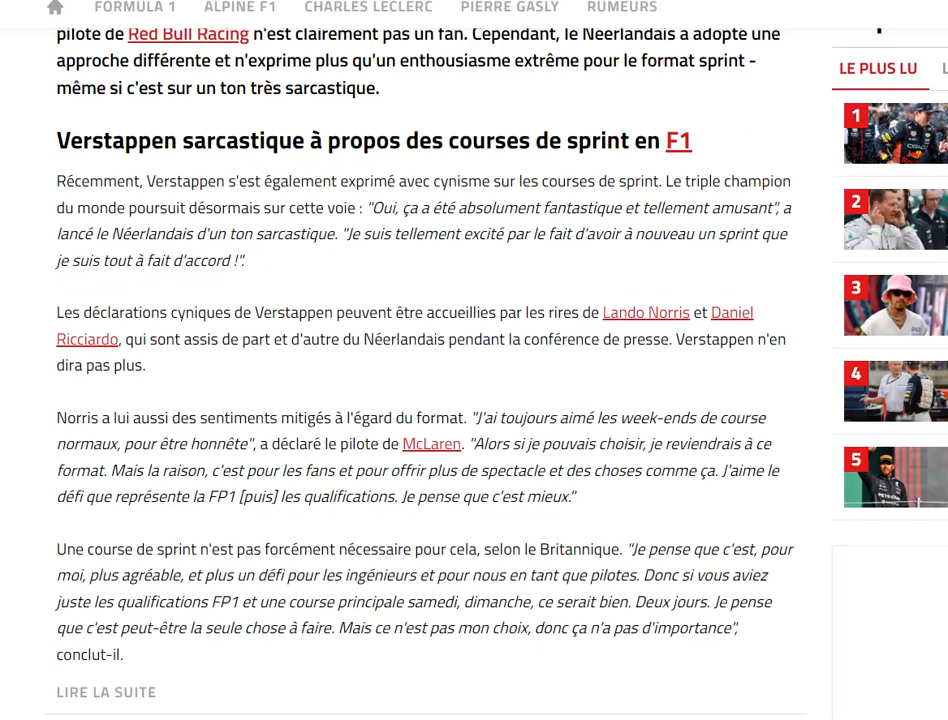 FORMULA 1 ALPINE F1 CHARLES LECLERC PIERRE GASLY RUMEURS
pilote de Red Bull Racing n'est clairement pas un fan. Cependant, le Néerlandais a adopté une
approche différente et n'exprime plus qu'un enthousiasme extrême pour le format sprint -
même si c'est sur un ton très sarcastique.
Verstappen sarcastique à propos des courses de sprint en F1
Récemment, Verstappen s'est également exprimé avec cynisme sur les courses de sprint. Le triple champion
du monde poursuit désormais sur cette voie : "Oui, ça a été absolument fantastique et tellement amusant", a
lancé le Néerlandais d'un ton sarcastique. "Je suis tellement excité par le fait d'avoir à nouveau un sprint que
je suis tout à fait d'accord !".
Les déclarations cyniques de Verstappen peuvent être accueillies par les rires de Lando Norris et Daniel
Ricciardo, qui sont assis de part et d'autre du Néerlandais pendant la conférence de presse. Verstappen n'en
dira pas plus.
Norris a lui aussi des sentiments mitigés à l'égard du format. "J'ai toujours aimé les week-ends de course
normaux, pour être honnête", a déclaré le pilote de McLaren. "Alors si je pouvais choisir, je reviendrais à ce
format. Mais la raison, c'est pour les fans et pour offrir plus de spectacle et des choses comme ça. J'aime le
défi que représente la FP1 [puis] les qualifications. Je pense que c'est mieux."
Une course de sprint n'est pas forcément nécessaire pour cela, selon le Britannique. "Je pense que c'est, pour
moi, plus agréable, et plus un défi pour les ingénieurs et pour nous en tant que pilotes. Donc si vous aviez
juste les qualifications FP1 et une course principale samedi, dimanche, ce serait bien. Deux jours. Je pense
que c'est peut-être la seule chose à faire. Mais ce n'est pas mon choix, donc ça n'a pas d'importance",
conclut-il.
LIRE LA SUITE
LE PLUS LU
1
2
3
4
5